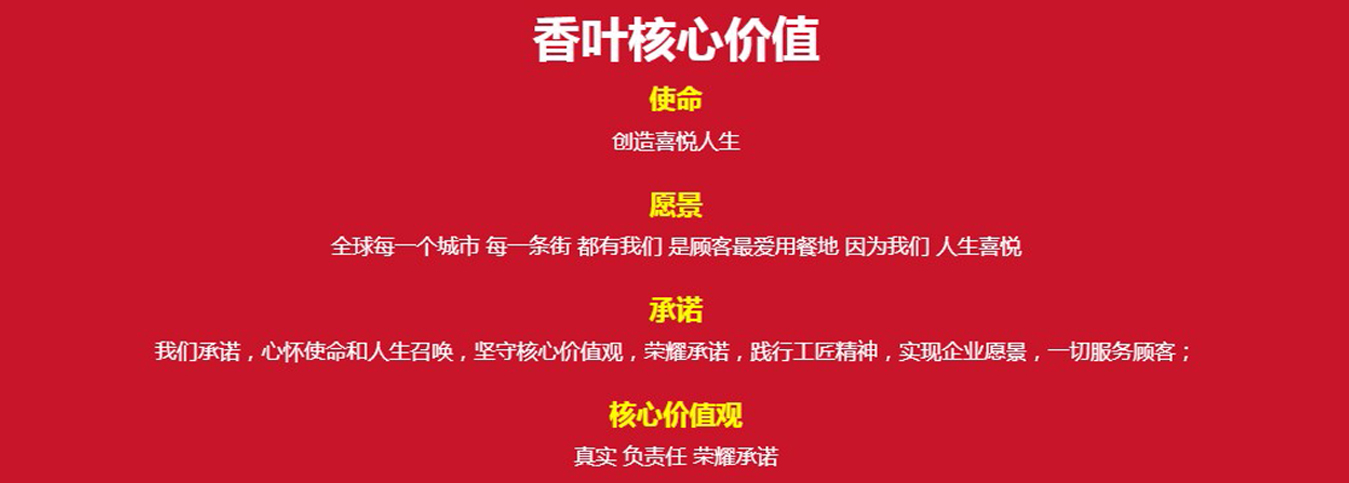 香叶核心价值
使命
创造喜悦人生
愿景
全球每一个城市 每一条街 都有我们 是顾客最爱用餐地 因为我们 人生喜悦
承诺
我们承诺，心怀使命和人生召唤，坚守核心价值观，荣耀承诺，践行工匠精神，实现企业愿景，一切服务顾客；
核心价值观
真实 负责任 荣耀承诺